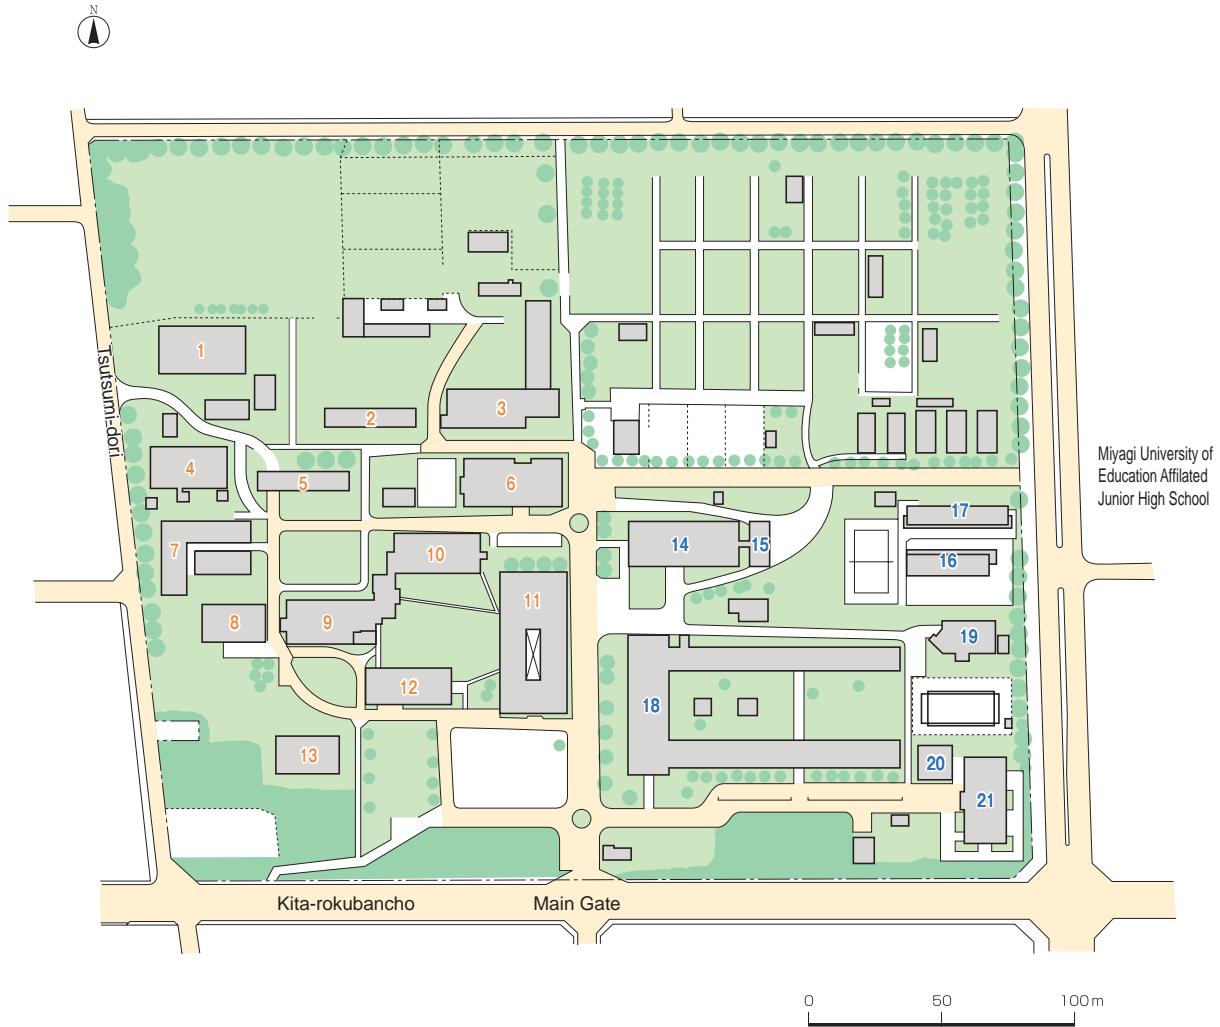 N
1
2
3
4
5
6
7
8
9
10
11
12
13
14
15
16
17
18
19
20
21
Tsutsumi-dori
Miyagi University of
Education Affilated
Junior High School
Kita-rokubancho
Main Gate
0 50 100m